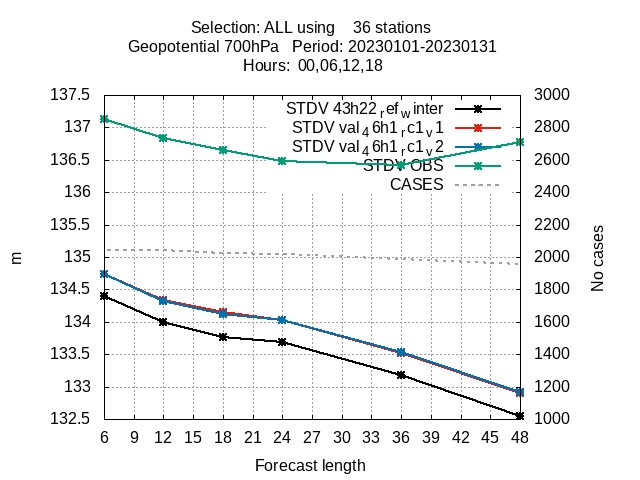 Selection: ALL using    36 stations
Geopotential 700hPa   Period: 20230101-20230131
Hours:  00,06,12,18
137.5 3000
STDV 43h22_ref_winter
137 2800
STDV val_46h1_rc1_v1
STDV val_46h1_rc1_v2
136.5 2600
STDV OBS
CASES
136 2400
135.5 2200
135 2000
m
No cases
134.5 1800
134 1600
133.5 1400
133 1200
132.5 1000
6 9 12 15 18 21 24 27 30 33 36 39 42 45 48
Forecast length